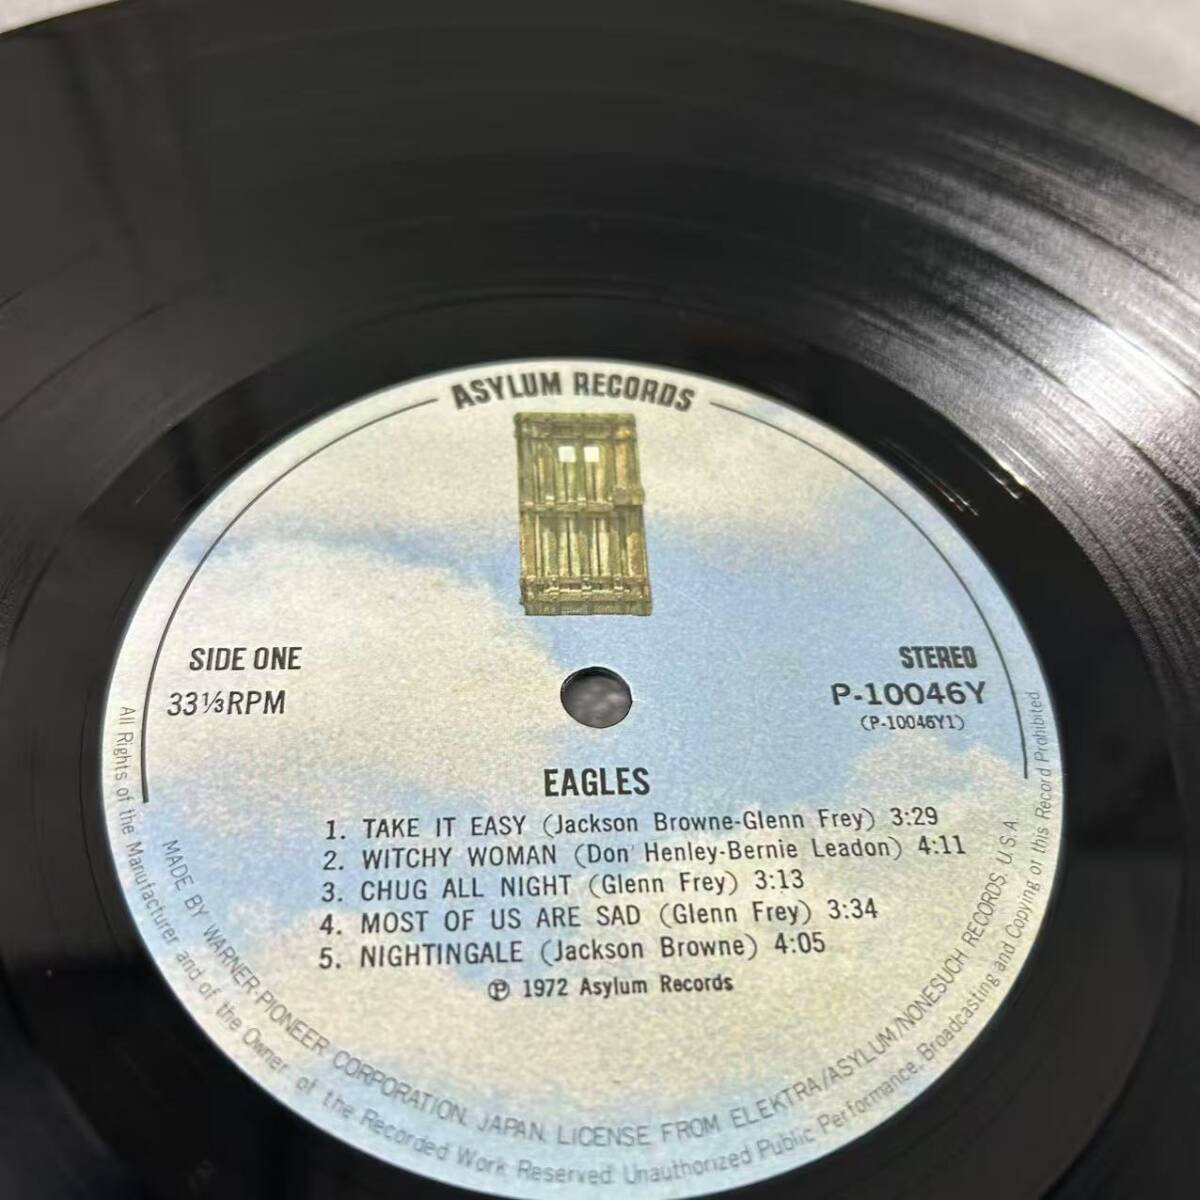 ASYLUM RECORDS
SIDE ONE
33⅓RPM
STEREO
P-10046Y
(P-10046Y1)
EAGLES
1. TAKE IT EASY (Jackson Browne-Glenn Frey) 3:29
2. WITCHY WOMAN (Don Henley-Bernie Leadon) 4:11
3. CHUG ALL NIGHT (Glenn Frey) 3:13
4. MOST OF US ARE SAD (Glenn Frey) 3:34
5. NIGHTINGALE (Jackson Browne) 4:05
℗ 1972 Asylum Records
MADE BY WARNER-PIONEER CORPORATION, JAPAN. LICENSE FROM ELEKTRA/ASYLUM/NONESUCH RECORDS, U.S.A.
All Rights of the Manufacturer and of the Owner of the Recorded Work Reserved. Unauthorized Public Performance, Broadcasting and Copying of this Record Prohibited